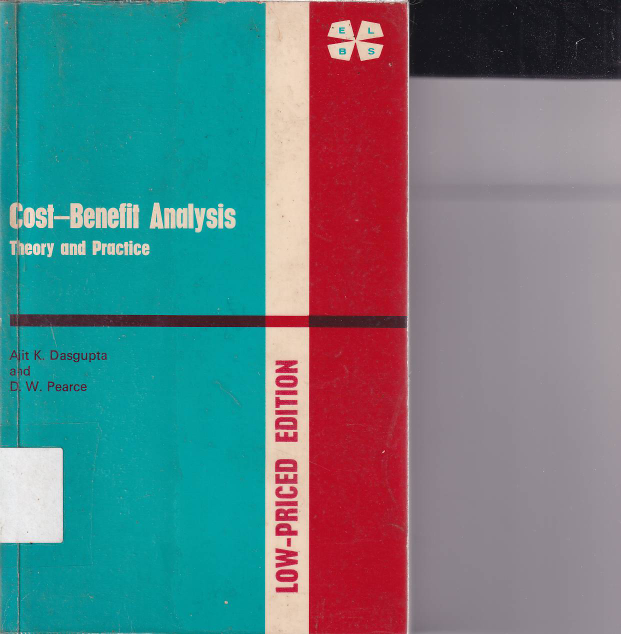 E L
B S
Cost–Benefit Analysis
Theory and Practice
Ajit K. Dasgupta
and
D. W. Pearce
LOW-PRICED EDITION